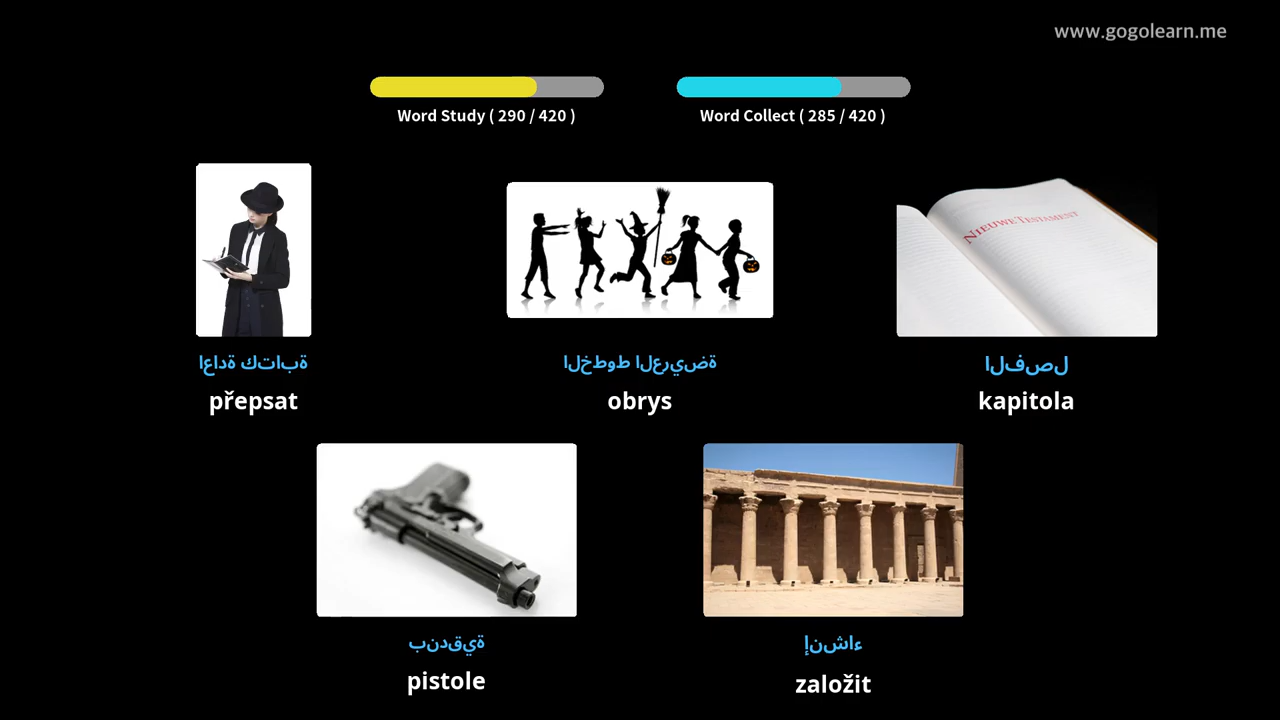 www.gogolearn.me
Word Study ( 290 / 420 )
Word Collect ( 285 / 420 )
اعادة كتابة
přepsat
الخطوط العريضة
obrys
NIEUWE TESTAMENT
الفصل
kapitola
بندقية
pistole
إنشاء
založit